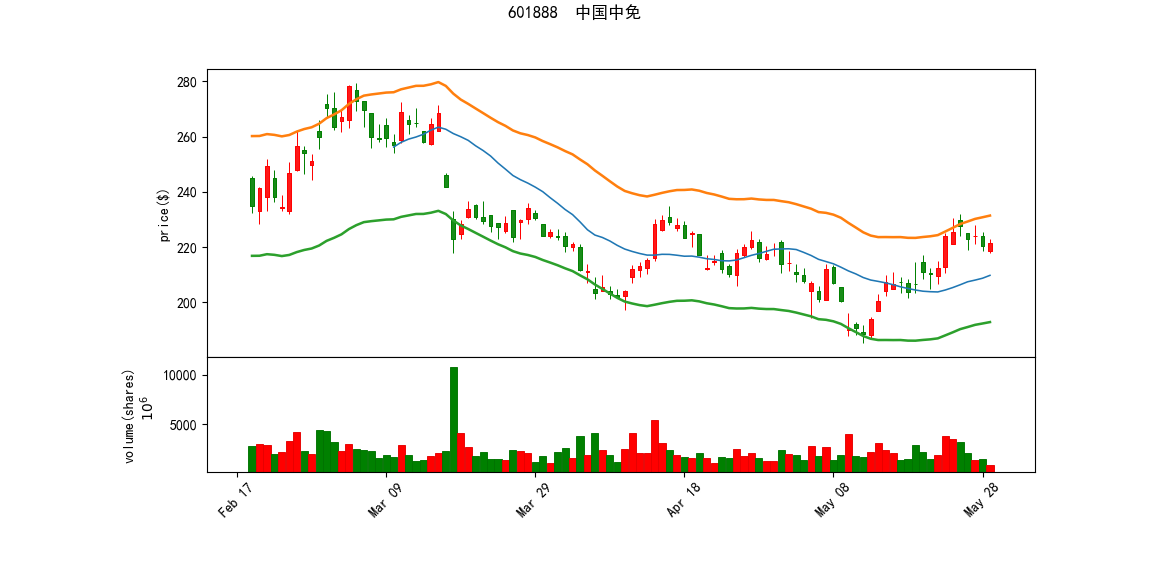 601888 中国中免
280
260
240
220
200
price($)
10000
5000
volume(shares)
10^6
Feb 17
Mar 09
Mar 29
Apr 18
May 08
May 28